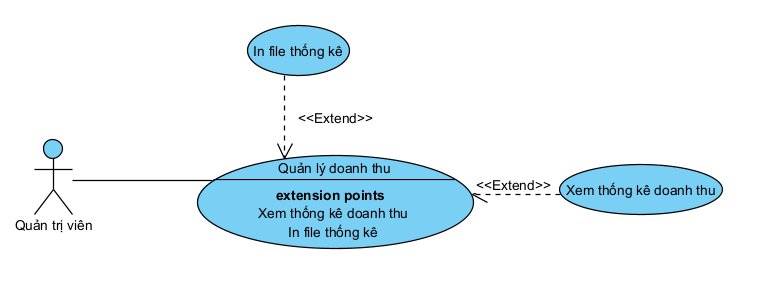 In file thống kê
<<Extend>>
Quản lý doanh thu
extension points
Xem thống kê doanh thu
In file thống kê
<<Extend>>
Xem thống kê doanh thu
Quản trị viên